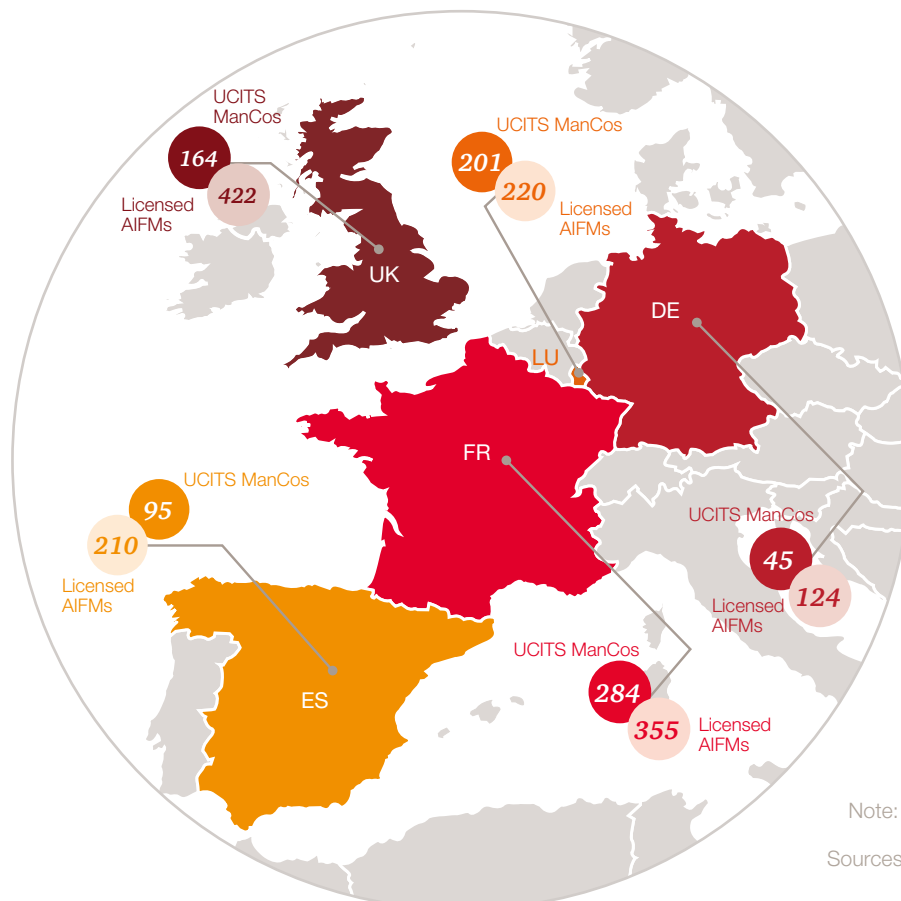 UCITS
ManCos
164
422
Licensed
AIFMs
UK
UCITS ManCos
201
220
Licensed
AIFMs
LU
DE
FR
UCITS ManCos
95
210
Licensed
AIFMs
ES
UCITS ManCos
45
124
Licensed
AIFMs
UCITS ManCos
284
355
Licensed
AIFMs
Note:
Sources